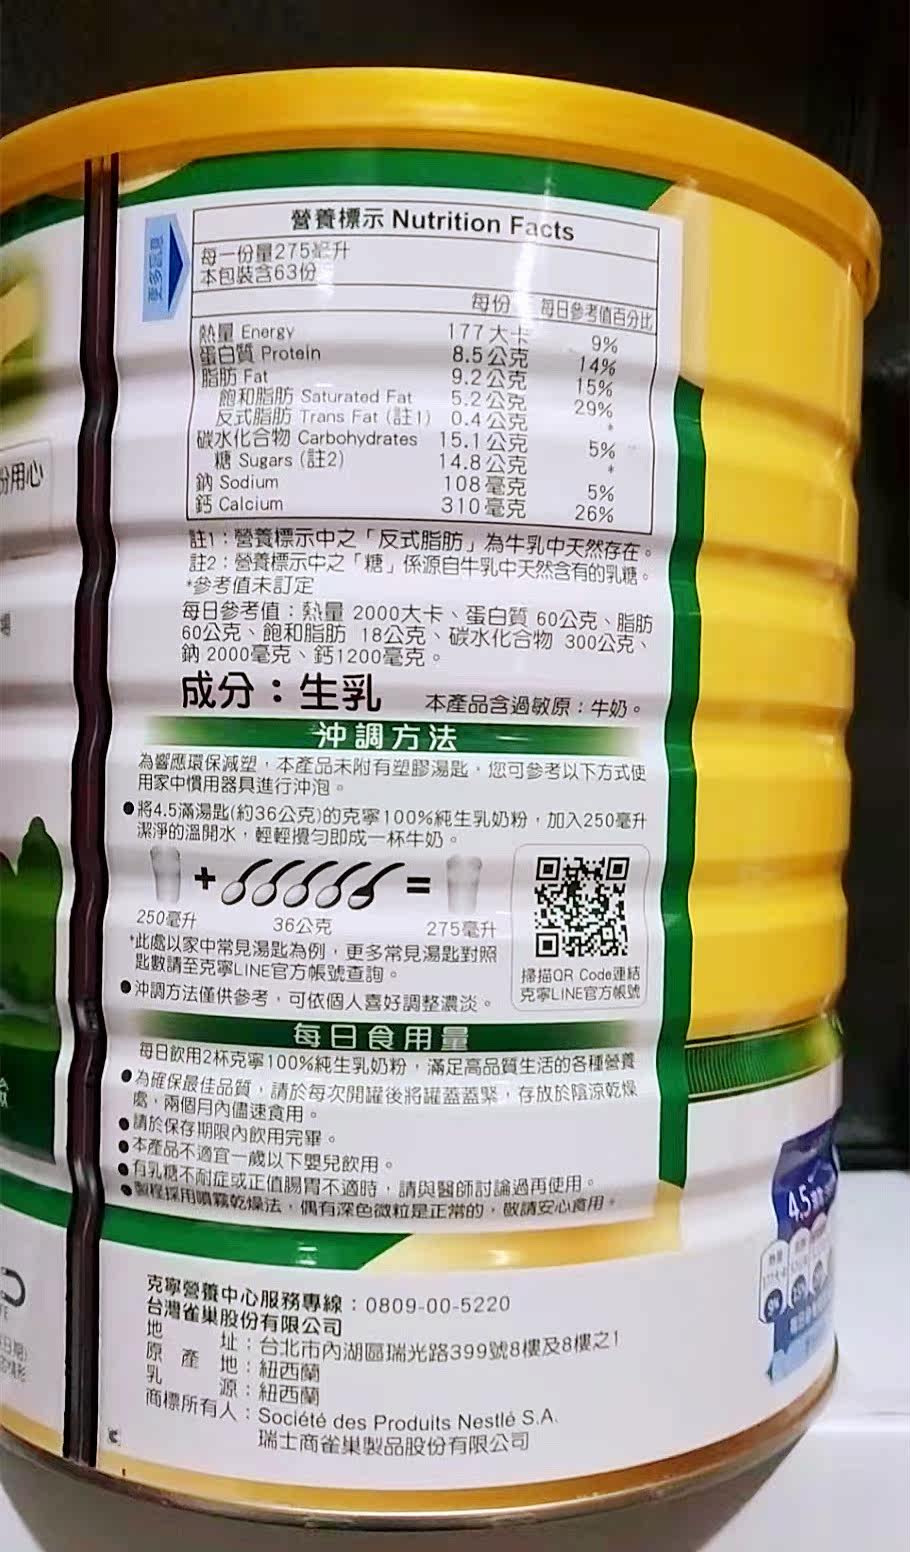 營養標示 Nutrition Facts
每一份量275毫升
本包裝含63份
每份 每日參考值百分比
熱量 Energy 177大卡 9%
蛋白質 Protein 8.5公克 14%
脂肪 Fat 9.2公克 15%
飽和脂肪 Saturated Fat 5.2公克 29%
反式脂肪 Trans Fat (註1) 0.4公克 *
碳水化合物 Carbohydrates 15.1公克 5%
糖 Sugars (註2) 14.8公克 *
鈉 Sodium 108毫克 5%
鈣 Calcium 310毫克 26%
註1：營養標示中之「反式脂肪」為牛乳中天然存在。
註2：營養標示中之「糖」係源自牛乳中天然含有的乳糖。
*參考值未訂定
每日參考值：熱量 2000大卡、蛋白質 60公克、脂肪
60公克、飽和脂肪 18公克、碳水化合物 300公克、
鈉 2000毫克、鈣1200毫克。
成分：生乳 本產品含過敏原：牛奶。
沖調方法
為響應環保減塑，本產品未附有塑膠湯匙，您可參考以下方式使
用家中慣用器具進行沖泡。
●將4.5滿湯匙(約36公克)的克寧100%純生乳奶粉，加入250毫升
潔淨的溫開水，輕輕攪勻即成一杯牛奶。
+ =
250毫升 36公克 275毫升
*此處以家中常見湯匙為例，更多常見湯匙對照
匙數請至克寧LINE官方帳號查詢。
掃描QR Code連結
克寧LINE官方帳號
●沖調方法僅供參考，可依個人喜好調整濃淡。
每日食用量
每日飲用2杯克寧100%純生乳奶粉，滿足高品質生活的各種營養
●為確保最佳品質，請於每次開罐後將罐蓋蓋緊，存放於陰涼乾燥
處，兩個月內儘速食用。
●請於保存期限內飲用完畢。
●本產品不適宜一歲以下嬰兒飲用。
●有乳糖不耐症或正值腸胃不適時，請與醫師討論過再使用。
●製程採用噴霧乾燥法，偶有深色微粒是正常的，敬請安心食用。
克寧營養中心服務專線：0809-00-5220
台灣雀巢股份有限公司
地 址：台北市內湖區瑞光路399號8樓及8樓之1
原產地：紐西蘭
乳 源：紐西蘭
商標所有人：Société des Produits Nestlé S.A.
瑞士商雀巢製品股份有限公司
份用心
4.5